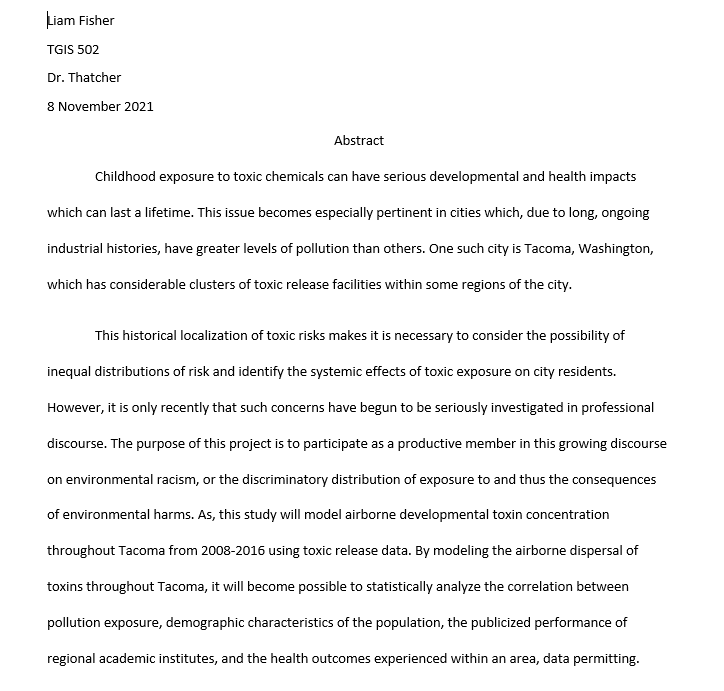 Liam Fisher
TGIS 502
Dr. Thatcher
8 November 2021
Abstract
Childhood exposure to toxic chemicals can have serious developmental and health impacts
which can last a lifetime. This issue becomes especially pertinent in cities which, due to long, ongoing
industrial histories, have greater levels of pollution than others. One such city is Tacoma, Washington,
which has considerable clusters of toxic release facilities within some regions of the city.
This historical localization of toxic risks makes it is necessary to consider the possibility of
inequal distributions of risk and identify the systemic effects of toxic exposure on city residents.
However, it is only recently that such concerns have begun to be seriously investigated in professional
discourse. The purpose of this project is to participate as a productive member in this growing discourse
on environmental racism, or the discriminatory distribution of exposure to and thus the consequences
of environmental harms. As, this study will model airborne developmental toxin concentration
throughout Tacoma from 2008-2016 using toxic release data. By modeling the airborne dispersal of
toxins throughout Tacoma, it will become possible to statistically analyze the correlation between
pollution exposure, demographic characteristics of the population, the publicized performance of
regional academic institutes, and the health outcomes experienced within an area, data permitting.